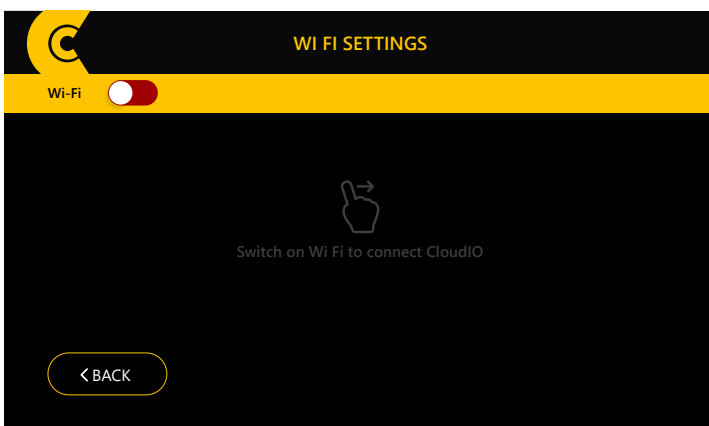 WI FI SETTINGS
Wi-Fi
Switch on Wi Fi to connect CloudIO
BACK